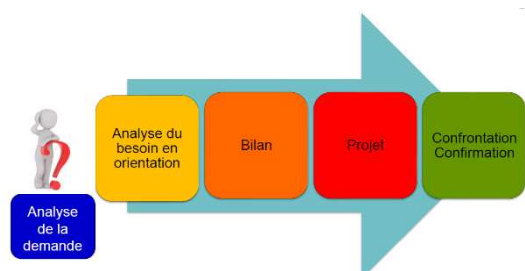 Analyse
de la
demande
Analyse du
besoin en
orientation
Bilan
Projet
Confrontation
Confirmation